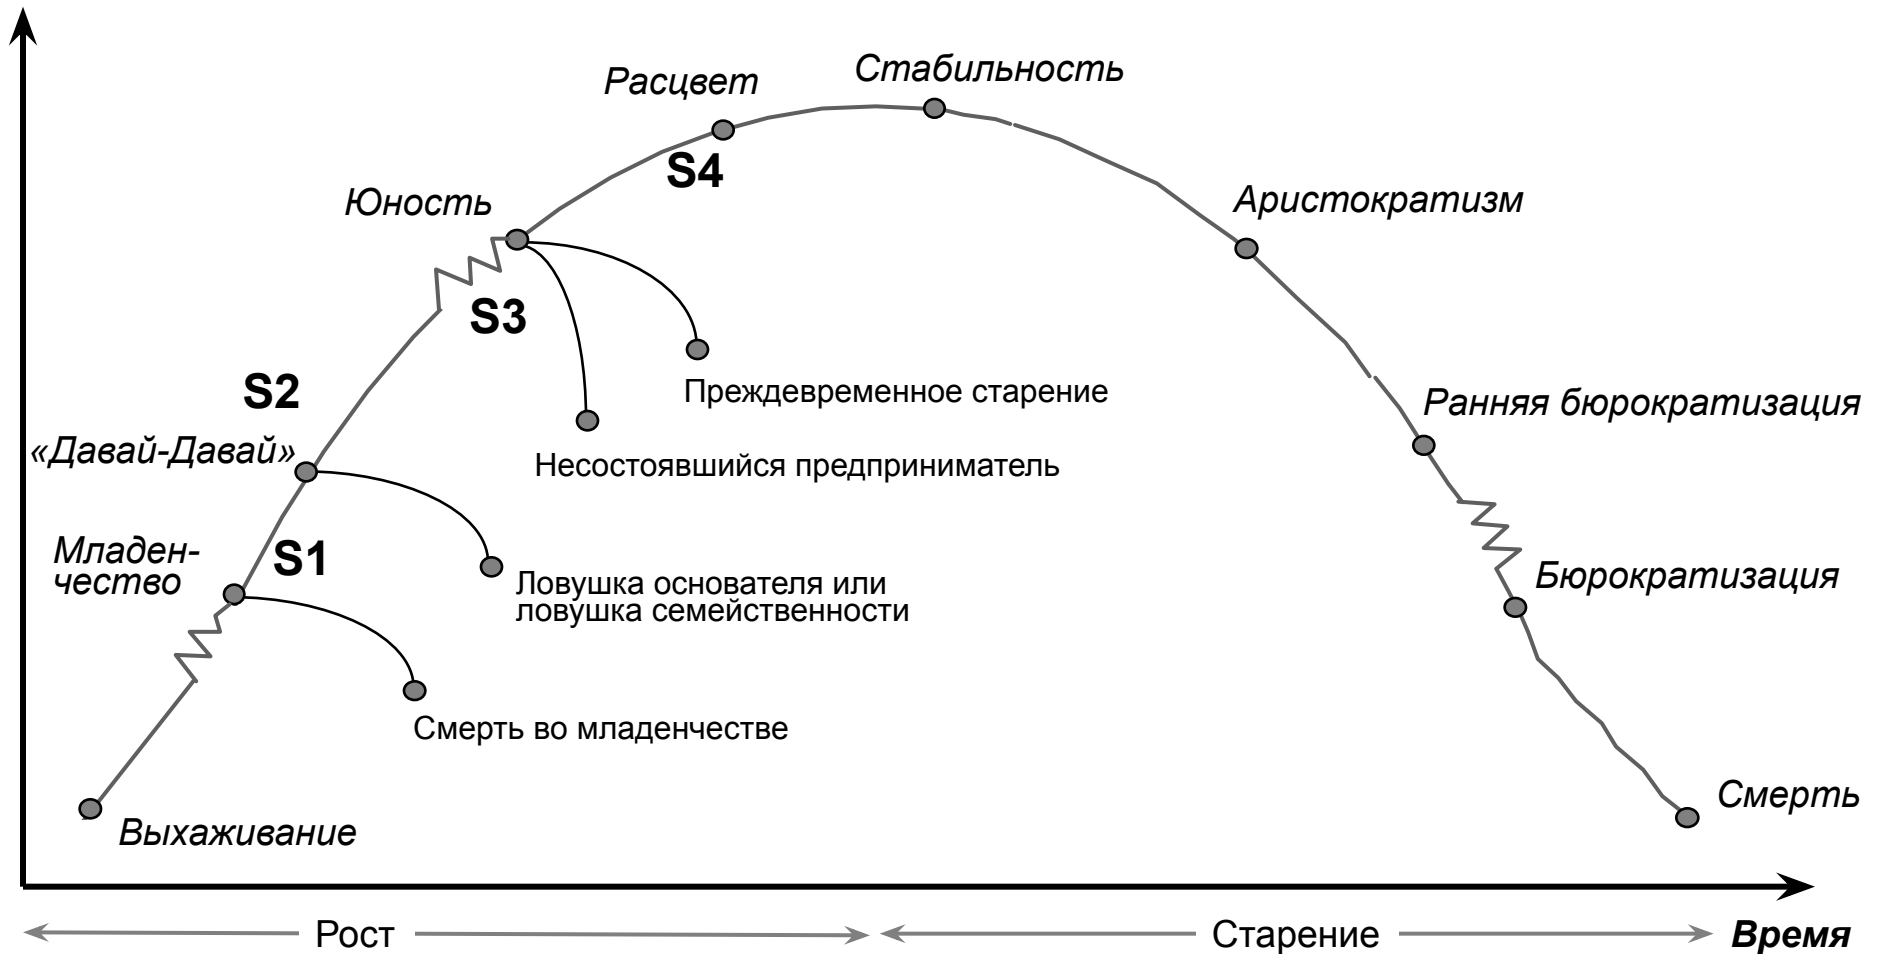 Стабильность
Расцвет
S4
Юность
Аристократизм
S3
S2
Преждевременное старение
Ранняя бюрократизация
«Давай-Давай»
Несостоявшийся предприниматель
Младен-
чество
S1
Ловушка основателя или
ловушка семейственности
Бюрократизация
Смерть во младенчестве
Смерть
Выхаживание
Рост
Старение
Время